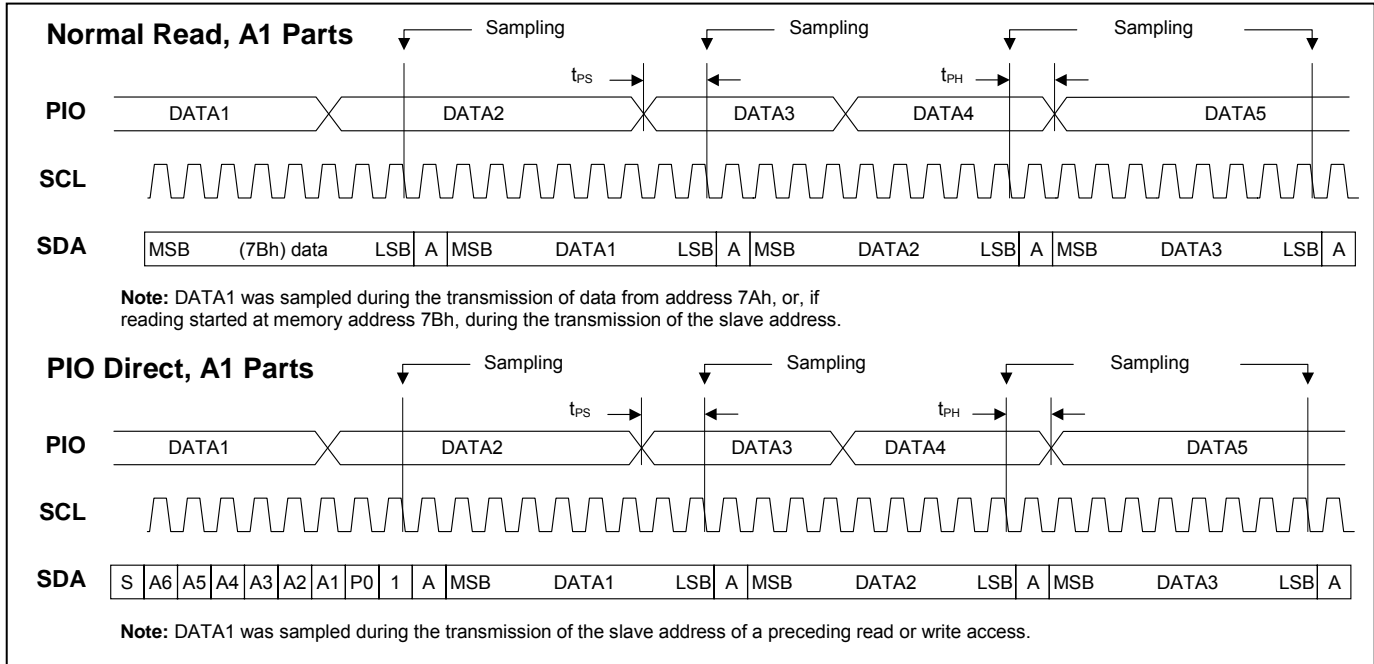 Normal Read, A1 Parts
Sampling Sampling Sampling
tPS tPH
PIO DATA1 DATA2 DATA3 DATA4 DATA5
SCL
SDA MSB (7Bh) data LSB A MSB DATA1 LSB A MSB DATA2 LSB A MSB DATA3 LSB A
Note: DATA1 was sampled during the transmission of data from address 7Ah, or, if
reading started at memory address 7Bh, during the transmission of the slave address.
PIO Direct, A1 Parts
Sampling Sampling Sampling
tPS tPH
PIO DATA1 DATA2 DATA3 DATA4 DATA5
SCL
SDA S A6 A5 A4 A3 A2 A1 P0 1 A MSB DATA1 LSB A MSB DATA2 LSB A MSB DATA3 LSB A
Note: DATA1 was sampled during the transmission of the slave address of a preceding read or write access.